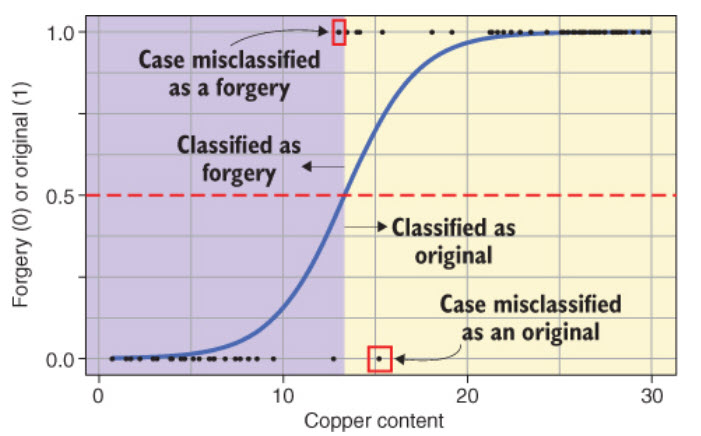 1.0
Case misclassified
as a forgery
Classified as
forgery
0.5
Classified as
original
Case misclassified
as an original
0.0
0
10
20
30
Copper content
Forgery (0) or original (1)